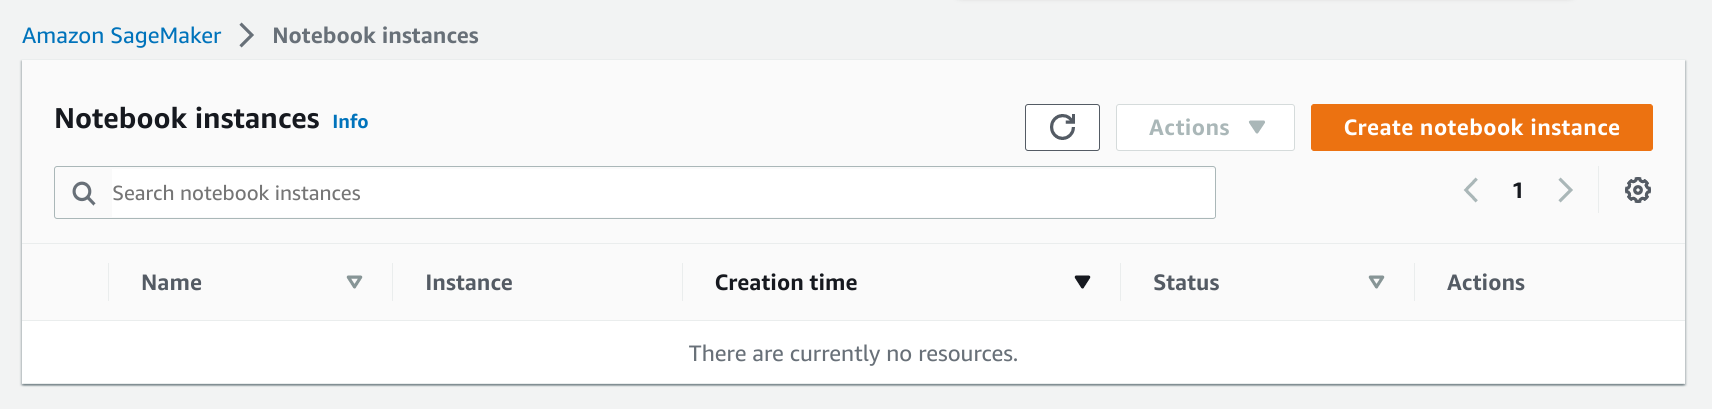 Amazon SageMaker > Notebook instances
Notebook instances Info
Actions
Create notebook instance
Search notebook instances
1
Name Instance Creation time Status Actions
There are currently no resources.